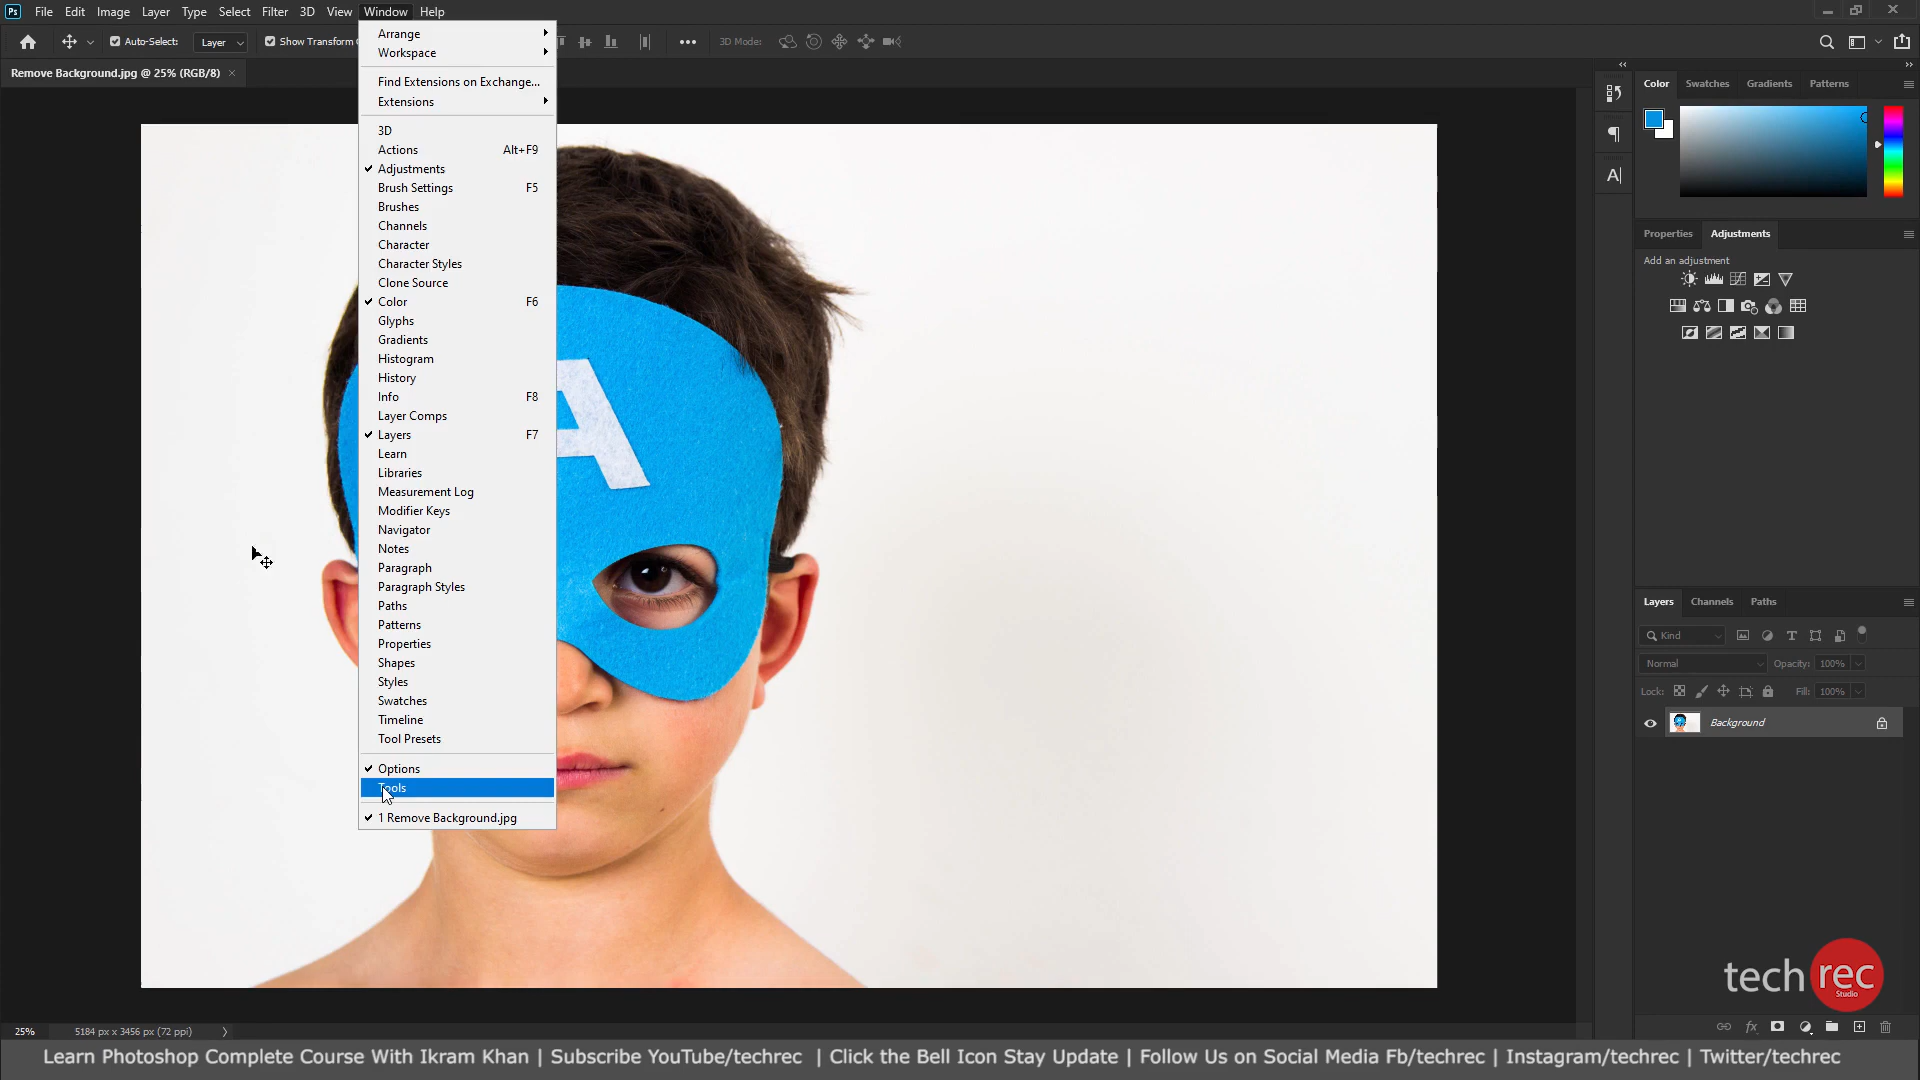 Ps File Edit Image Layer Type Select Filter 3D View Window Help
Auto-Select: Layer Show Transform C 3D Mode:
Remove Background.jpg @ 25% (RGB/8) ×
Arrange
Workspace
Find Extensions on Exchange...
Extensions
3D
Actions Alt+F9
Adjustments
Brush Settings F5
Brushes
Channels
Character
Character Styles
Clone Source
Color F6
Glyphs
Gradients
Histogram
History
Info F8
Layer Comps
Layers F7
Learn
Libraries
Measurement Log
Modifier Keys
Navigator
Notes
Paragraph
Paragraph Styles
Paths
Patterns
Properties
Shapes
Styles
Swatches
Timeline
Tool Presets
Options
Tools
1 Remove Background.jpg
A
Color Swatches Gradients Patterns
Properties Adjustments
Add an adjustment
Layers Channels Paths
Kind
Normal Opacity: 100%
Lock: Fill: 100%
Background
tech rec
Studio
25% 5184 px x 3456 px (72 ppi)
Learn Photoshop Complete Course With Ikram Khan | Subscribe YouTube/techrec | Click the Bell Icon Stay Update | Follow Us on Social Media Fb/techrec | Instagram/techrec | Twitter/techrec